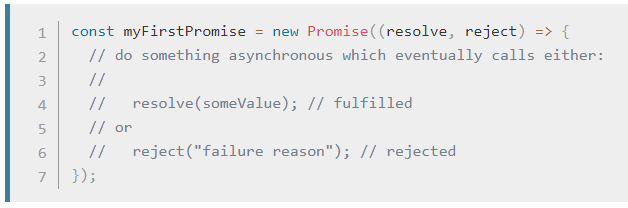 1 const myFirstPromise = new Promise((resolve, reject) => {
2   // do something asynchronous which eventually calls either:
3   //
4   //   resolve(someValue); // fulfilled
5   // or
6   //   reject("failure reason"); // rejected
7 });